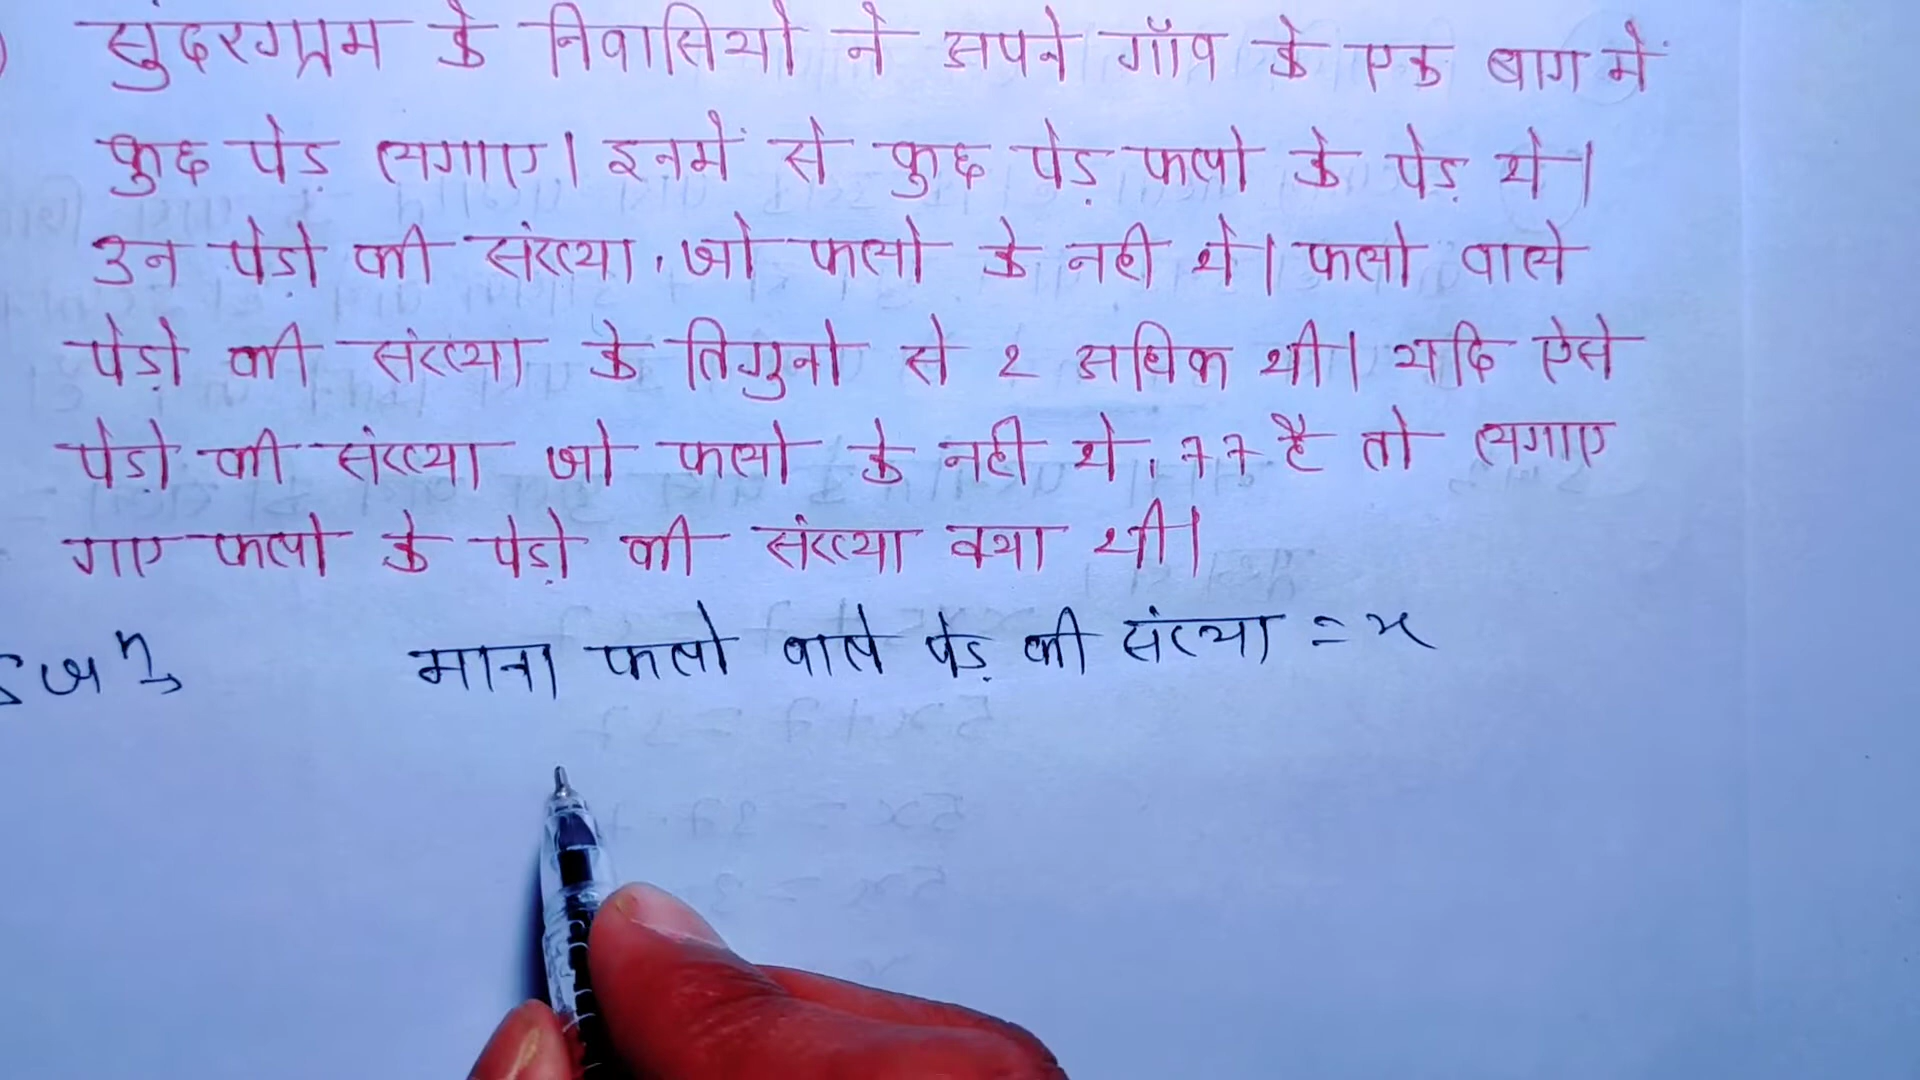 सुंदरग्राम के निवासियो ने अपने गाँव के एक बाग में
कुछ पेड़ लगाए। इनमें से कुछ पेड़ फलो के पेड़ थे।
उन पेड़ो की संख्या, जो फलो के नही थे। फलो वाले
पेड़ो की संख्या के तिगुनो से 2 अधिक थी। यदि ऐसे
पेड़ो की संख्या जो फलो के नही थे, 77 है तो लगाए
गए फलो के पेड़ो की संख्या क्या थी।
माना फलो वाले पेड़ की संख्या = x